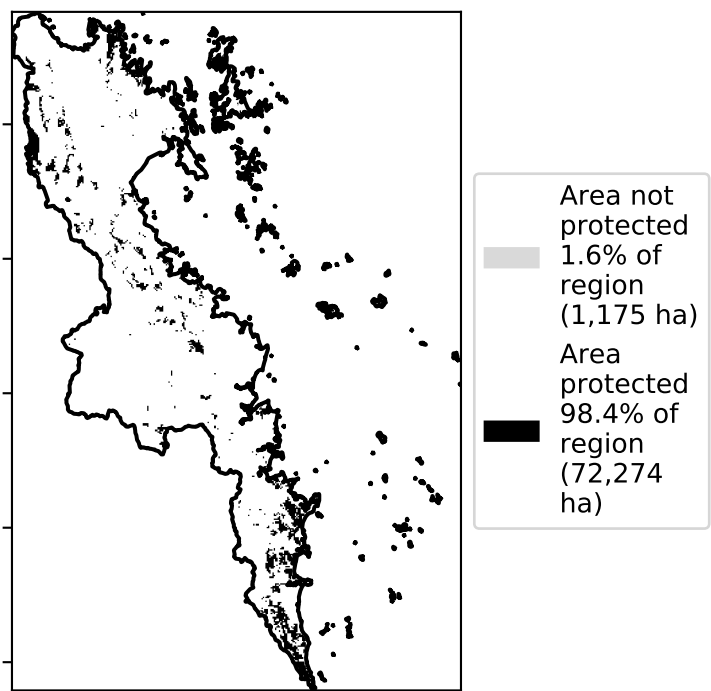 Area not
protected
1.6% of
region
(1,175 ha)
Area
protected
98.4% of
region
(72,274
ha)